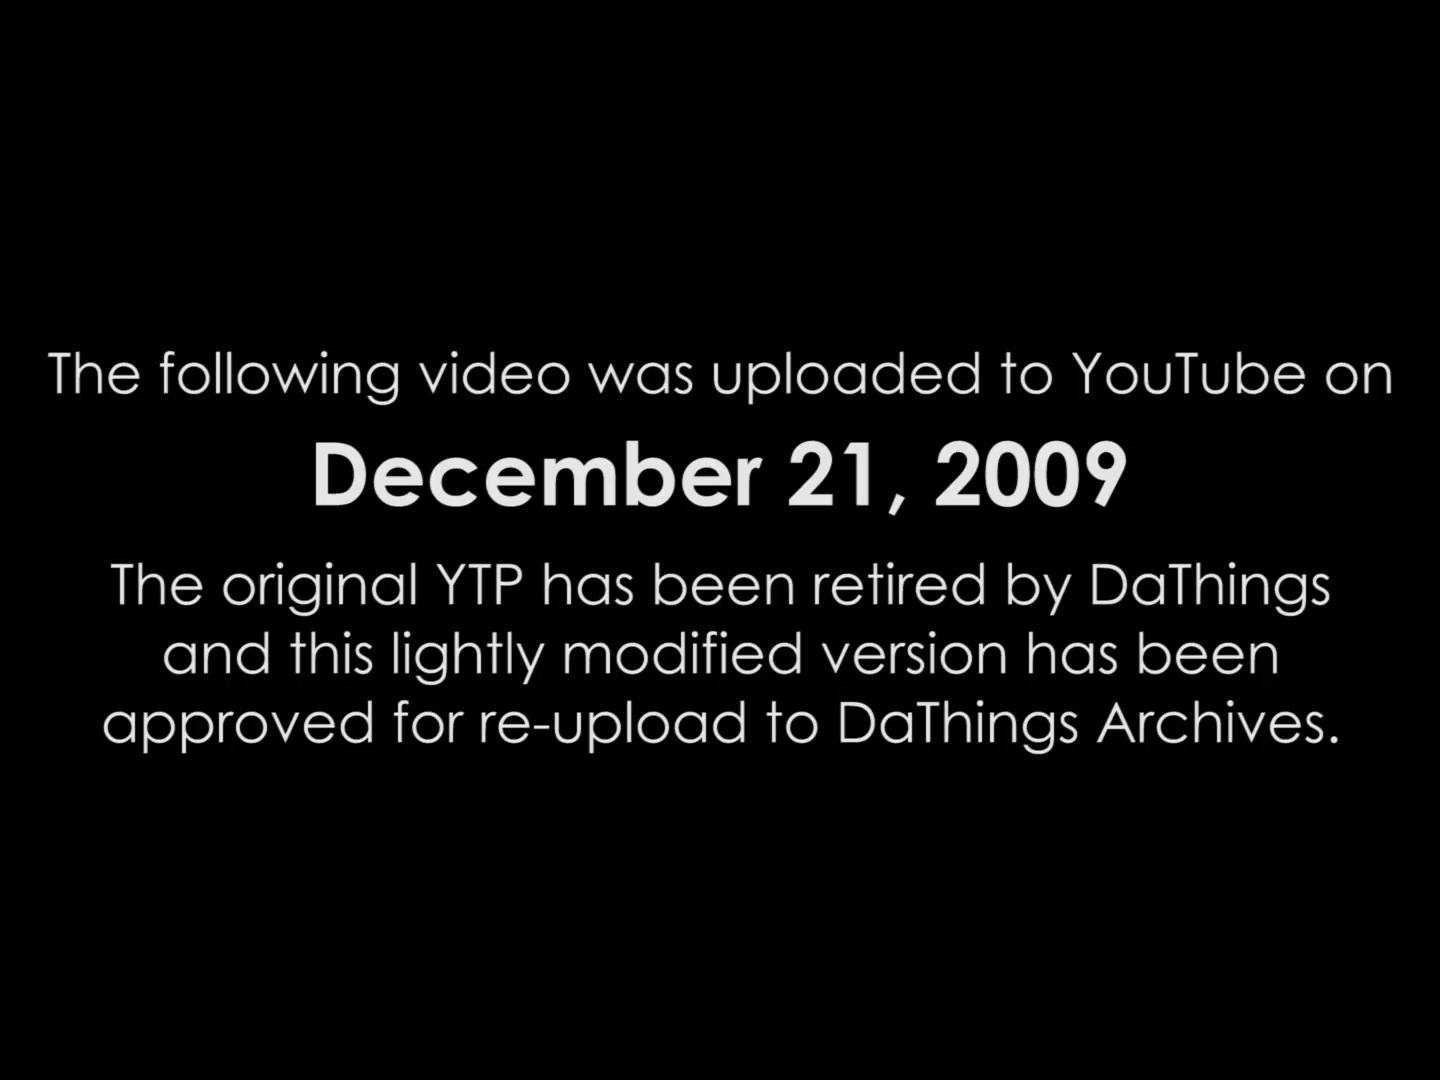 The following video was uploaded to YouTube on
December 21, 2009
The original YTP has been retired by DaThings
and this lightly modified version has been
approved for re-upload to DaThings Archives.